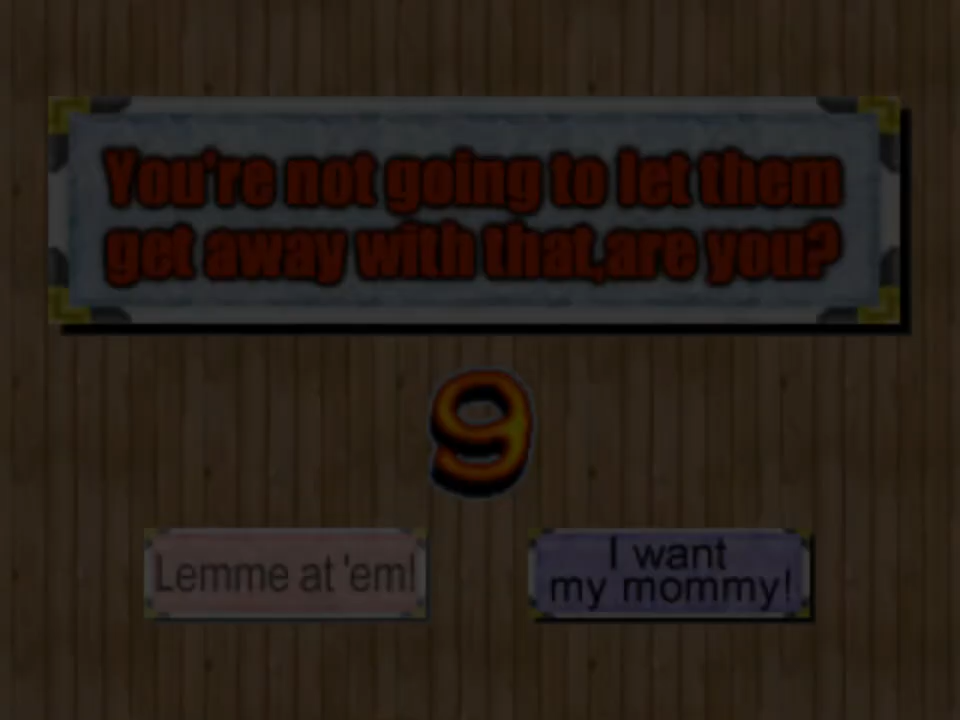 You're not going to let them
get away with that,are you?
9
Lemme at 'em!
I want
my mommy!